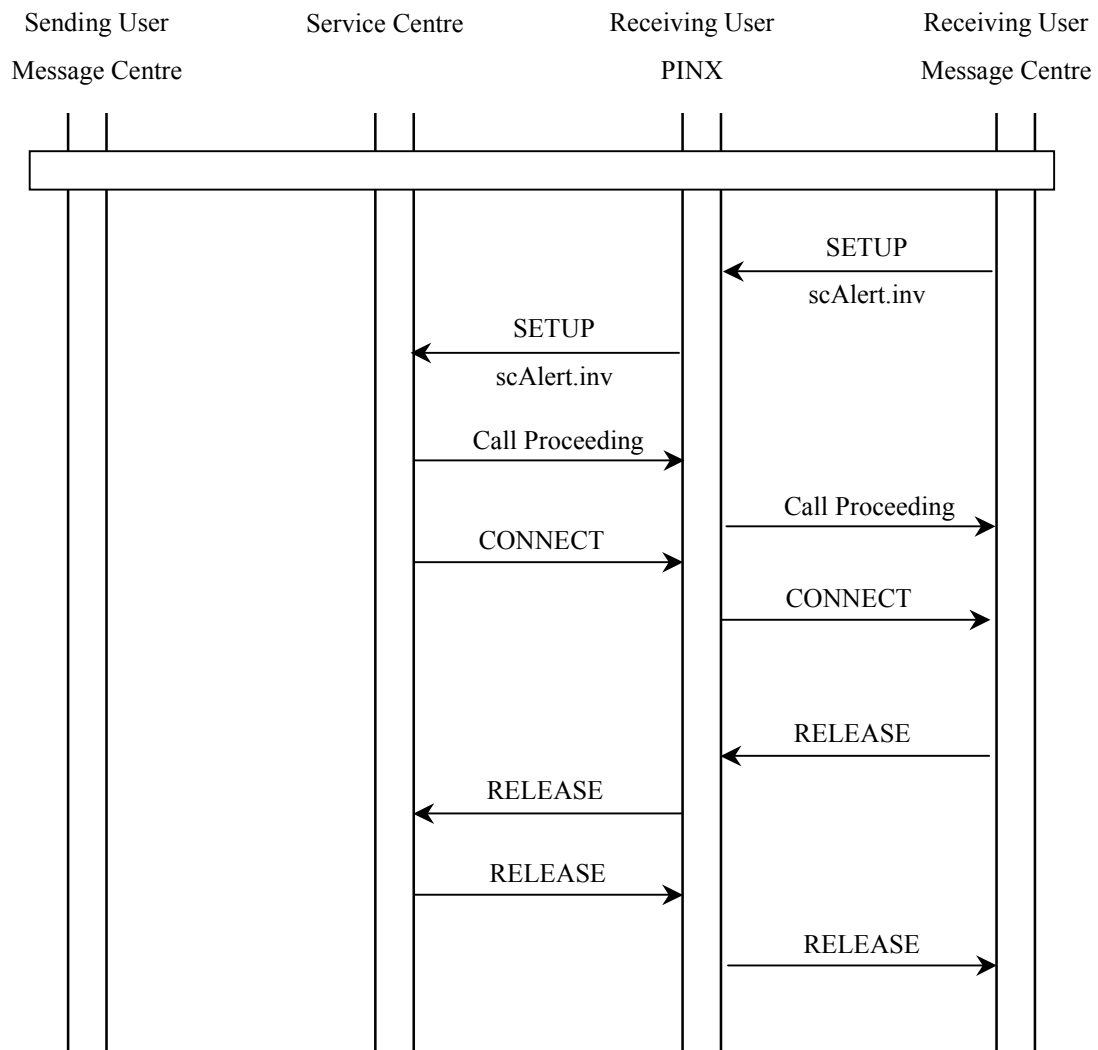 Sending User
Message Centre
Service Centre
Receiving User
PINX
Receiving User
Message Centre
SETUP
scAlert.inv
SETUP
scAlert.inv
Call Proceeding
Call Proceeding
CONNECT
CONNECT
RELEASE
RELEASE
RELEASE
RELEASE